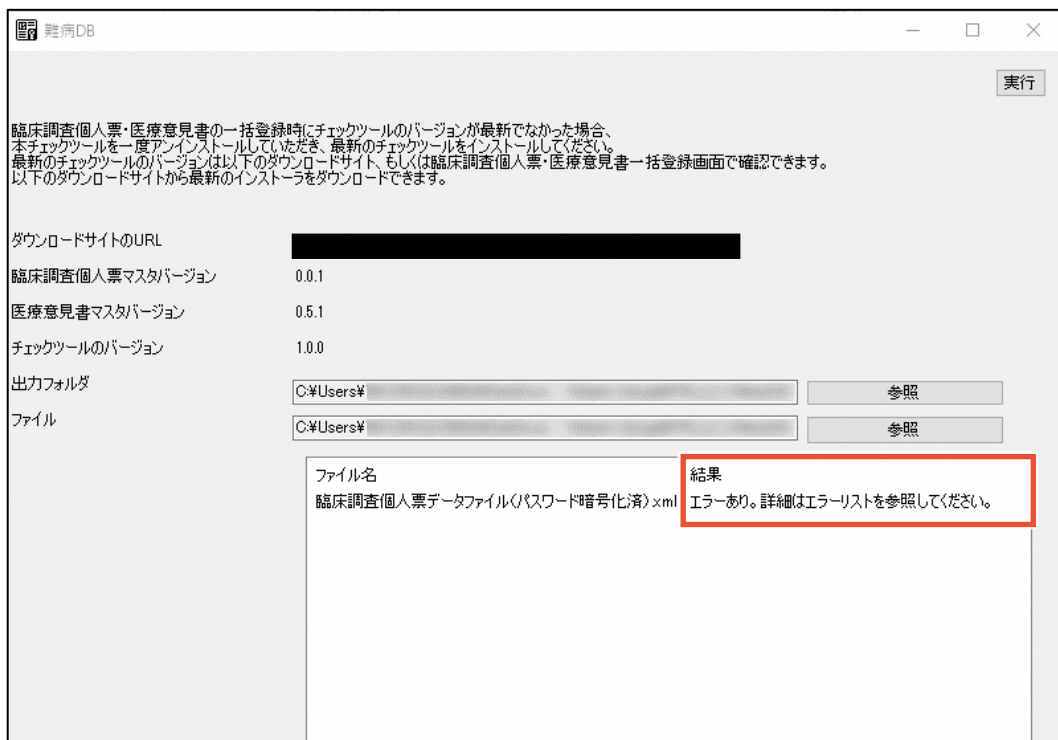 難病DB
実行
臨床調査個人票・医療意見書の一括登録時にチェックツールのバージョンが最新でなかった場合、
本チェックツールを一度アンインストールしていただき、最新のチェックツールをインストールしてください。
最新のチェックツールのバージョンは以下のダウンロードサイト、もしくは臨床調査個人票・医療意見書一括登録画面で確認できます。
以下のダウンロードサイトから最新のインストーラをダウンロードできます。
ダウンロードサイトのURL
臨床調査個人票マスタバージョン 0.0.1
医療意見書マスタバージョン 0.5.1
チェックツールのバージョン 1.0.0
出力フォルダ C:¥Users¥ 参照
ファイル C:¥Users¥ 参照
ファイル名 結果
臨床調査個人票データファイル(パスワード暗号化済).xml エラーあり。詳細はエラーリストを参照してください。